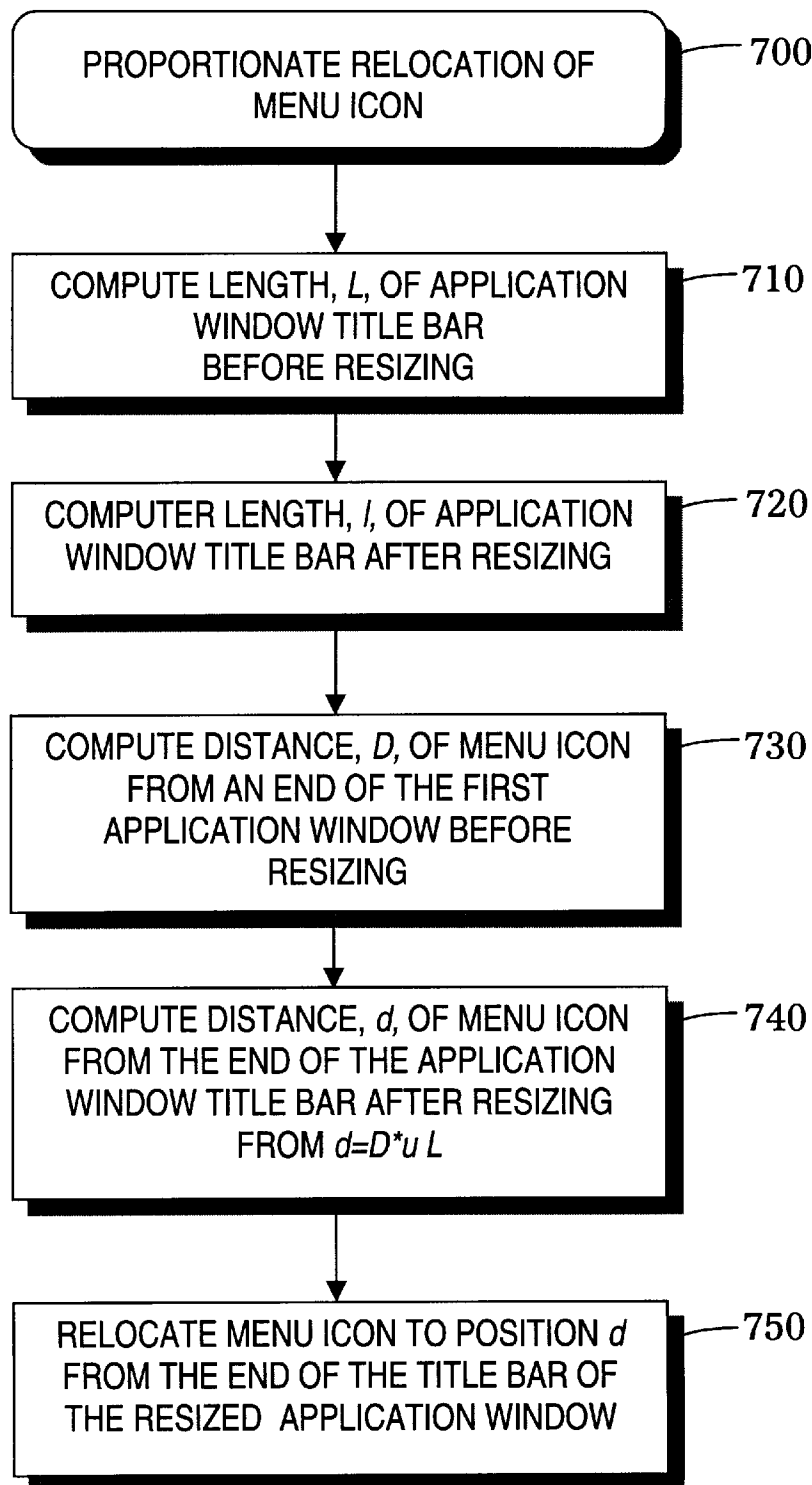 PROPORTIONATE RELOCATION OF
MENU ICON
700
COMPUTE LENGTH, L, OF APPLICATION
WINDOW TITLE BAR
BEFORE RESIZING
710
COMPUTER LENGTH, l, OF APPLICATION
WINDOW TITLE BAR AFTER RESIZING
720
COMPUTE DISTANCE, D, OF MENU ICON
FROM AN END OF THE FIRST
APPLICATION WINDOW BEFORE
RESIZING
730
COMPUTE DISTANCE, d, OF MENU ICON
FROM THE END OF THE APPLICATION
WINDOW TITLE BAR AFTER RESIZING
FROM d=D*u L
740
RELOCATE MENU ICON TO POSITION d
FROM THE END OF THE TITLE BAR OF
THE RESIZED APPLICATION WINDOW
750